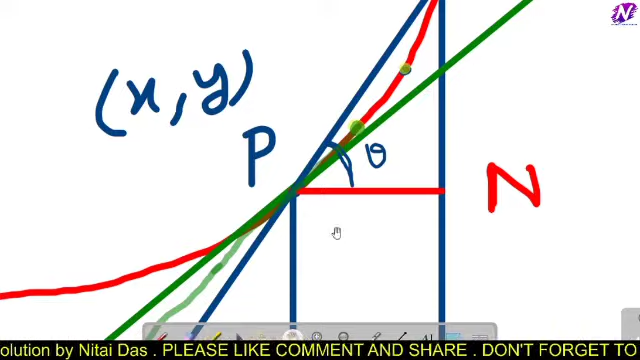 N
(x, y)
P
θ
N
olution by Nitai Das . PLEASE LIKE COMMENT AND SHARE . DON'T FORGET TO